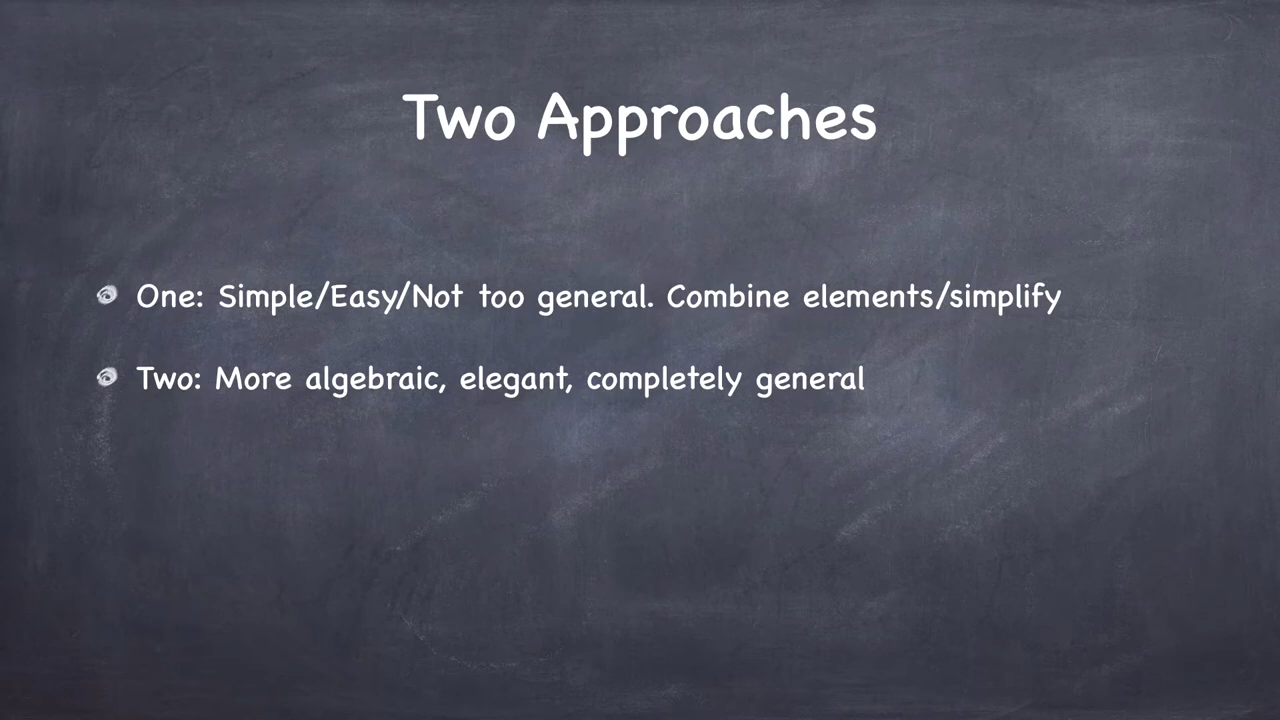 Two Approaches
One: Simple/Easy/Not too general. Combine elements/simplify
Two: More algebraic, elegant, completely general